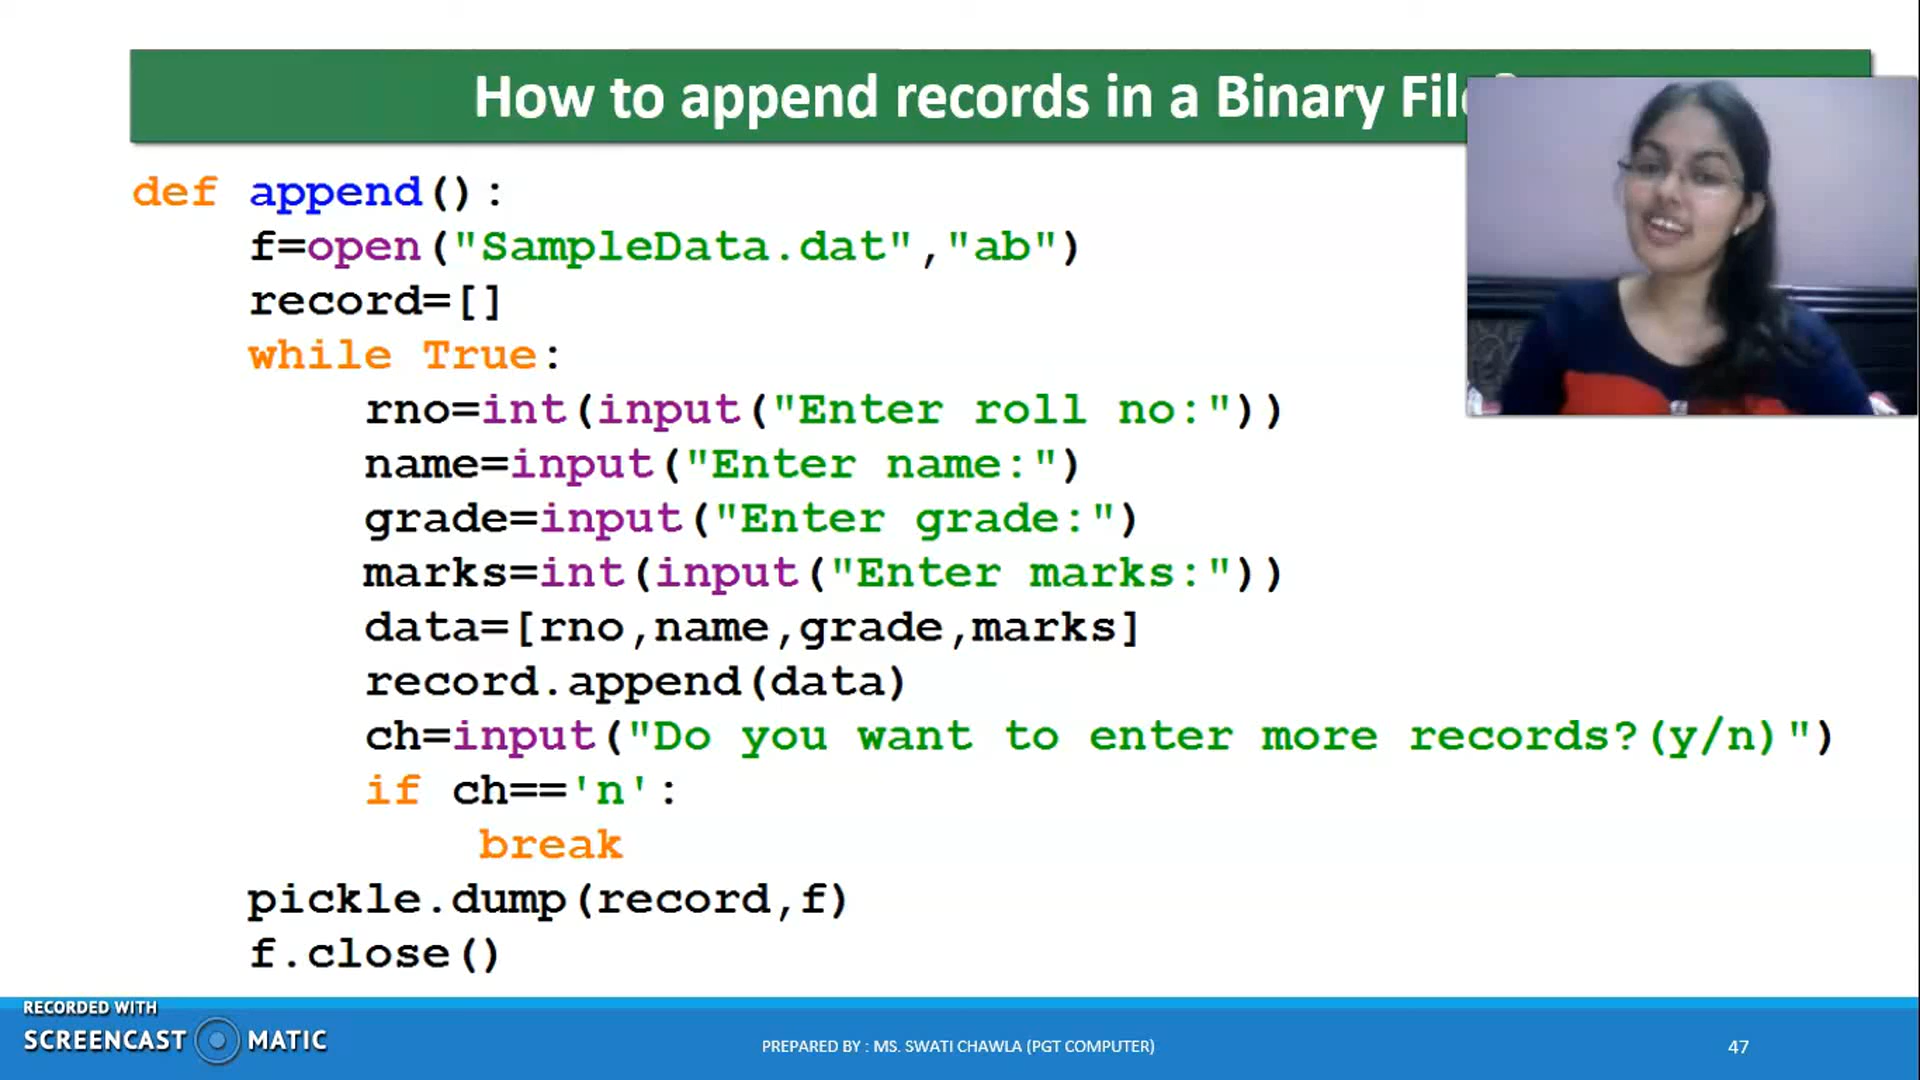 How to append records in a Binary File?
def append():
f=open("SampleData.dat","ab")
record=[]
while True:
rno=int(input("Enter roll no:"))
name=input("Enter name:")
grade=input("Enter grade:")
marks=int(input("Enter marks:"))
data=[rno,name,grade,marks]
record.append(data)
ch=input("Do you want to enter more records?(y/n)")
if ch=='n':
break
pickle.dump(record,f)
f.close()
RECORDED WITH
SCREENCAST MATIC
PREPARED BY : MS. SWATI CHAWLA (PGT COMPUTER)
47